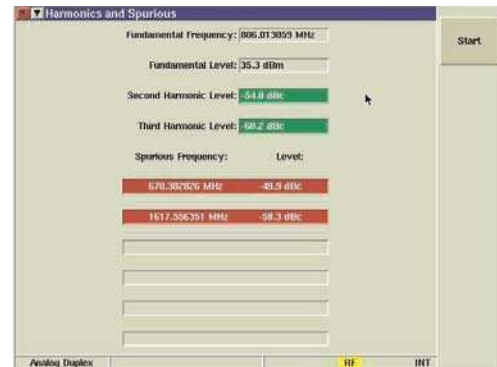 Harmonics and Spurious
Start
Fundamental Frequency: 806.013059 MHz
Fundamental Level: 35.3 dBm
Second Harmonic Level: -54.0 dBc
Third Harmonic Level: -60.2 dBc
Spurious Frequency: Level:
670.382826 MHz -49.9 dBc
1617.556351 MHz -58.3 dBc
Analog Duplex RF INT